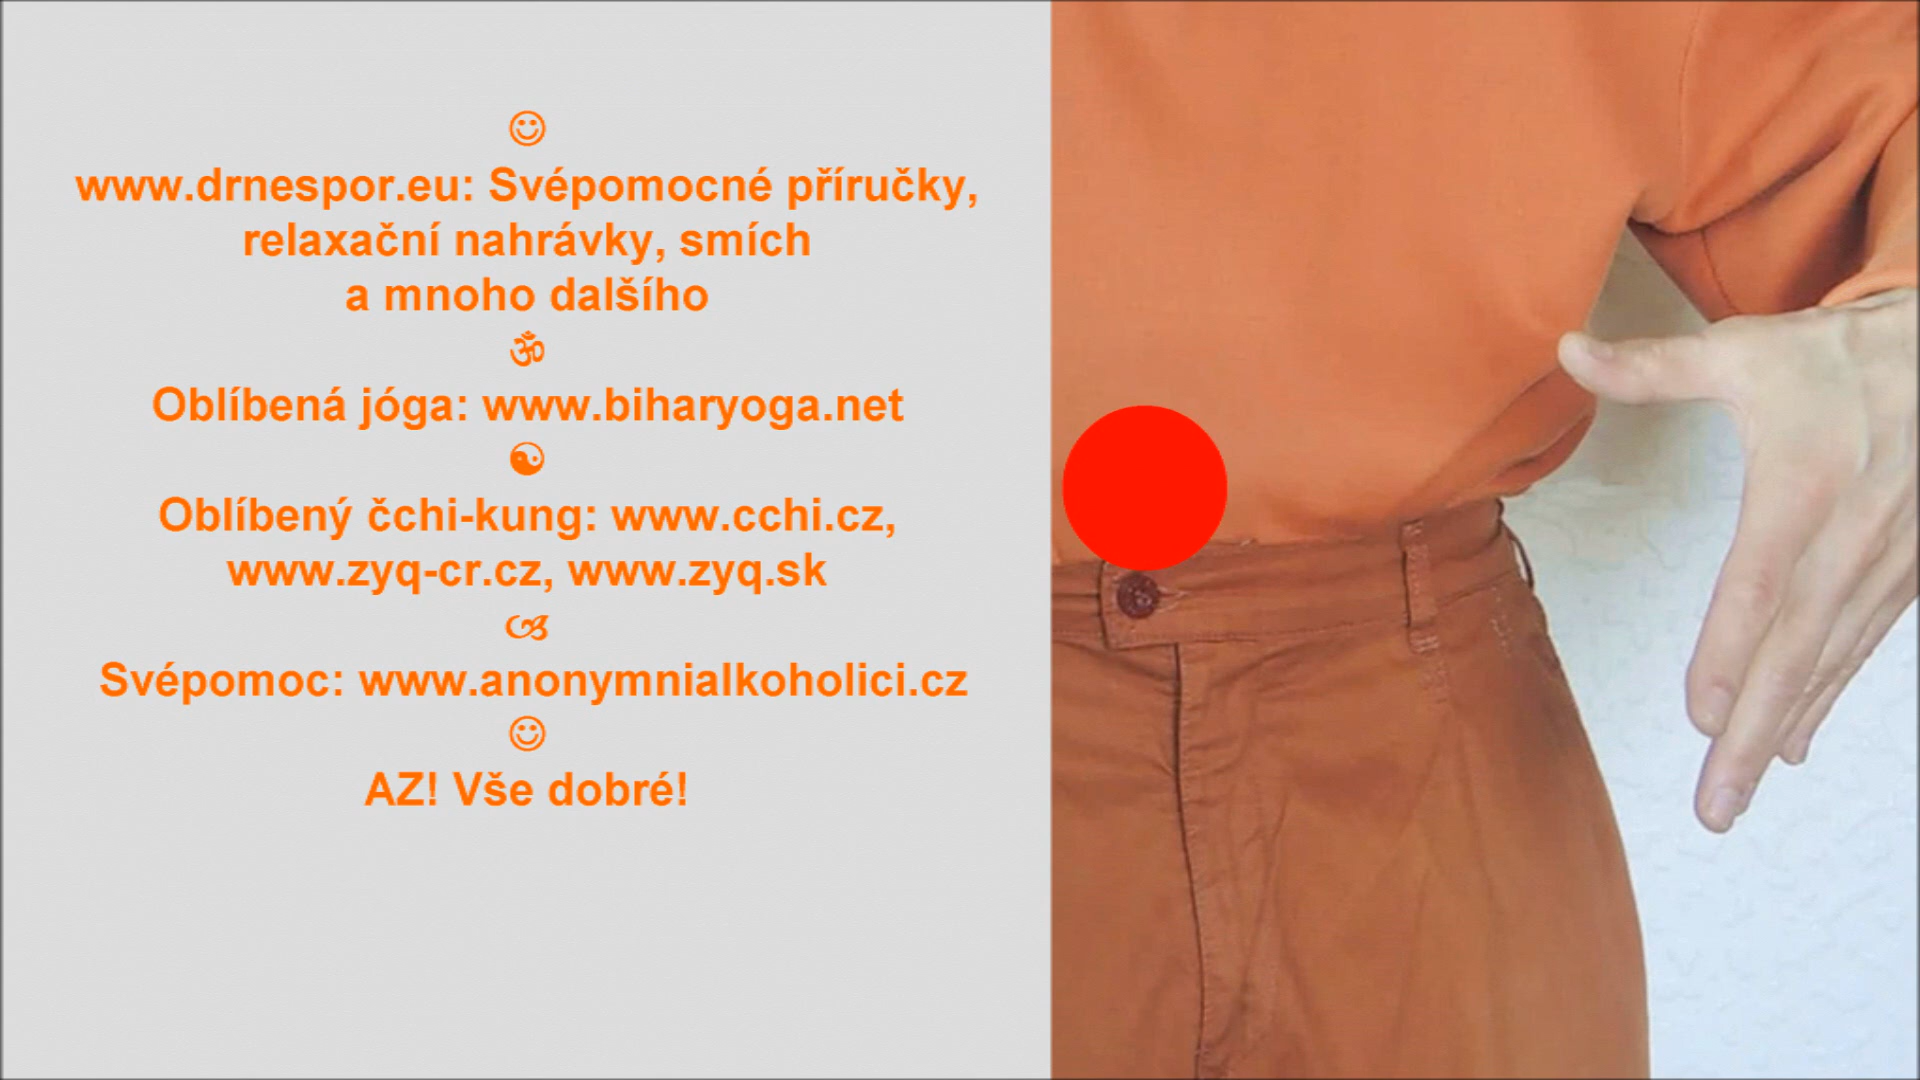 ☺
www.drnespor.eu: Svépomocné příručky,
relaxační nahrávky, smích
a mnoho dalšího
ॐ
Oblíbená jóga: www.biharyoga.net
☯
Oblíbený čchi-kung: www.cchi.cz,
www.zyq-cr.cz, www.zyq.sk
Svépomoc: www.anonymnialkoholici.cz
☺
AZ! Vše dobré!